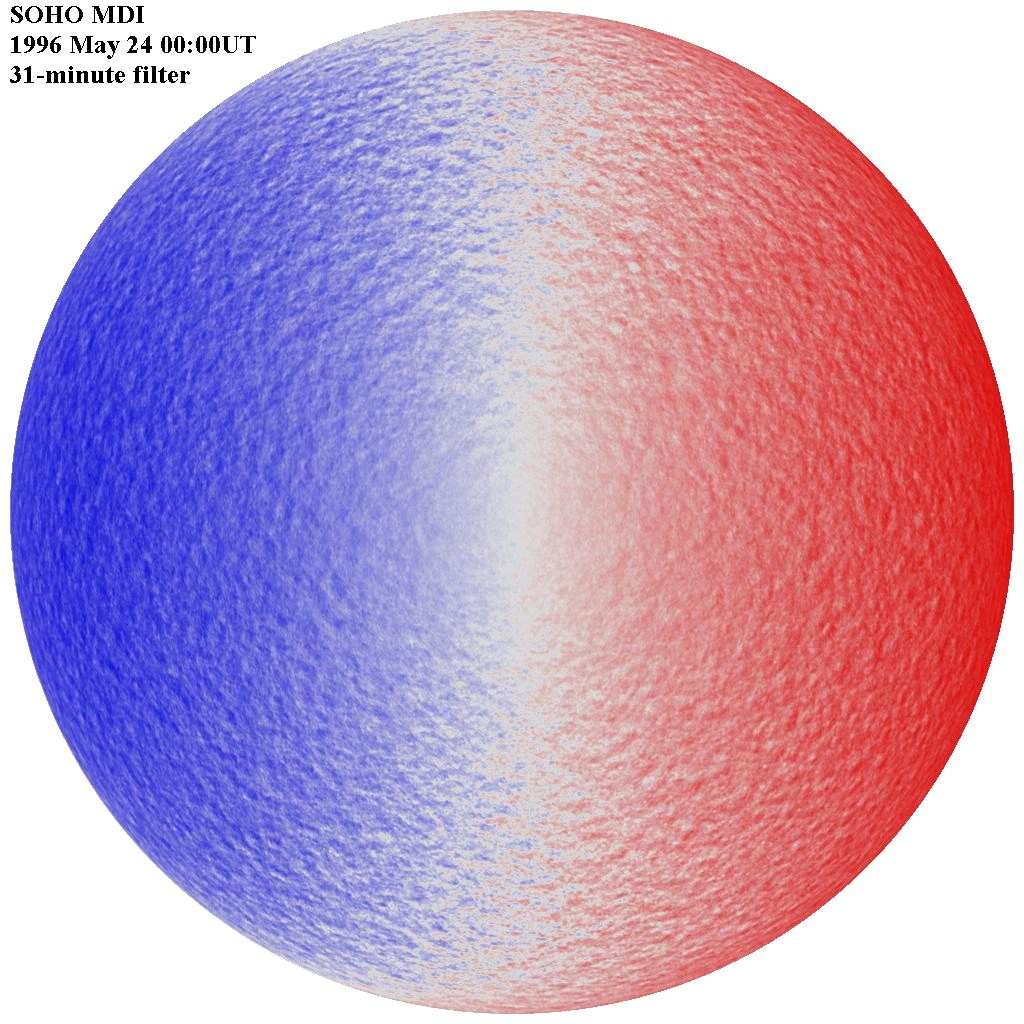 SOHO MDI
1996 May 24 00:00UT
31-minute filter